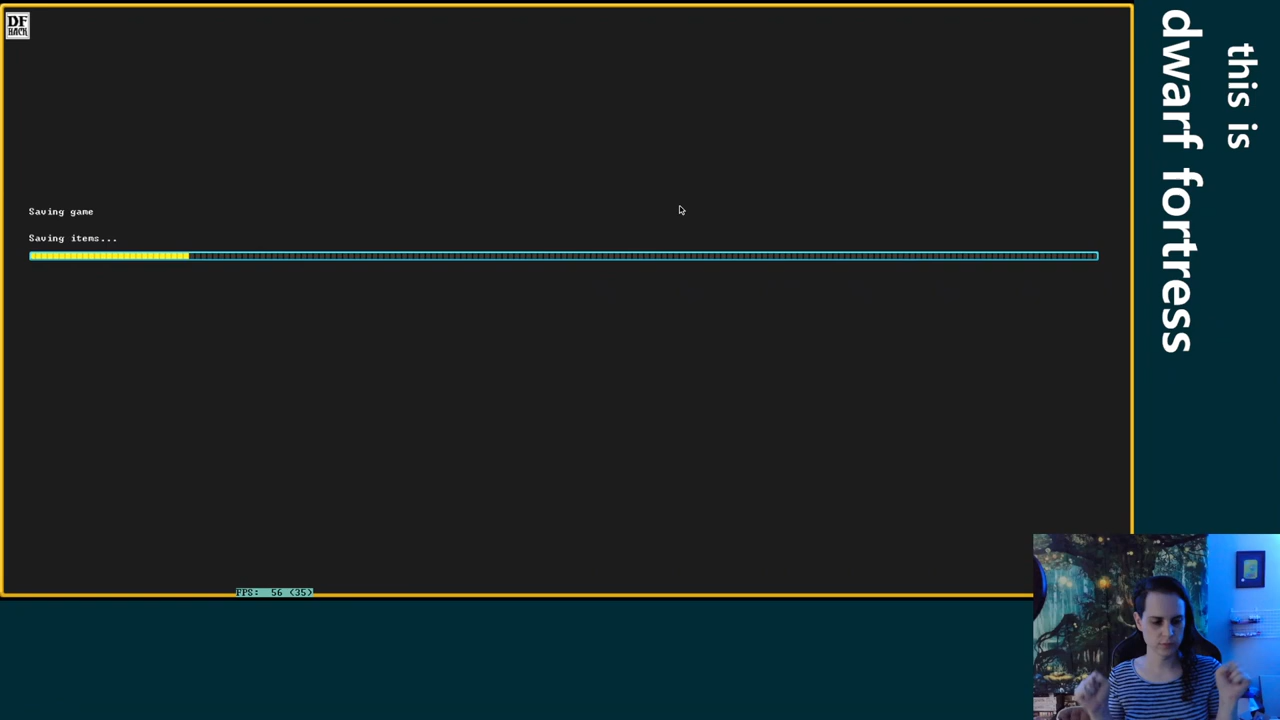 DF
HACK
this is
dwarf fortress
Saving game
Saving items...
FPS: 56 (35)